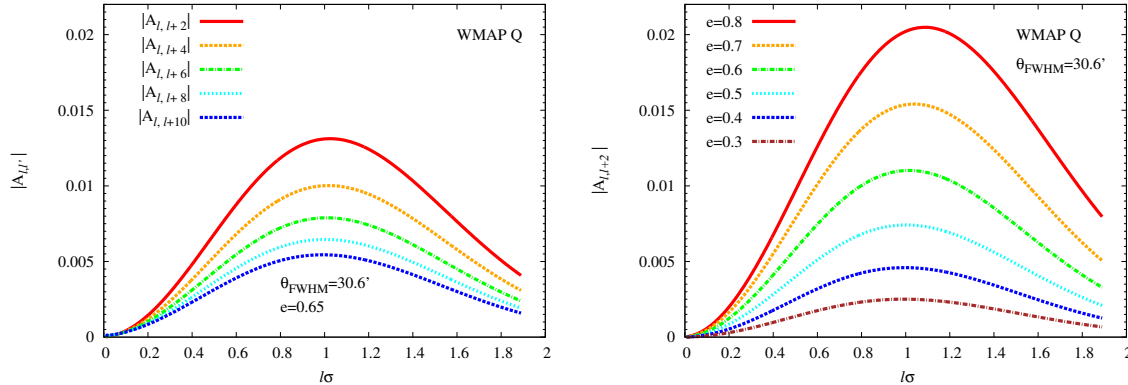 |A_{l, l+2}|
|A_{l, l+4}|
|A_{l, l+6}|
|A_{l, l+8}|
|A_{l, l+10}|
WMAP Q
θ_FWHM=30.6'
e=0.65
|A_{l,l'}|
0.02
0.015
0.01
0.005
0
0 0.2 0.4 0.6 0.8 1 1.2 1.4 1.6 1.8 2
lσ
e=0.8
e=0.7
e=0.6
e=0.5
e=0.4
e=0.3
WMAP Q
θ_FWHM=30.6'
|A_{l,l+2}|
0.02
0.015
0.01
0.005
0
0 0.2 0.4 0.6 0.8 1 1.2 1.4 1.6 1.8 2
lσ